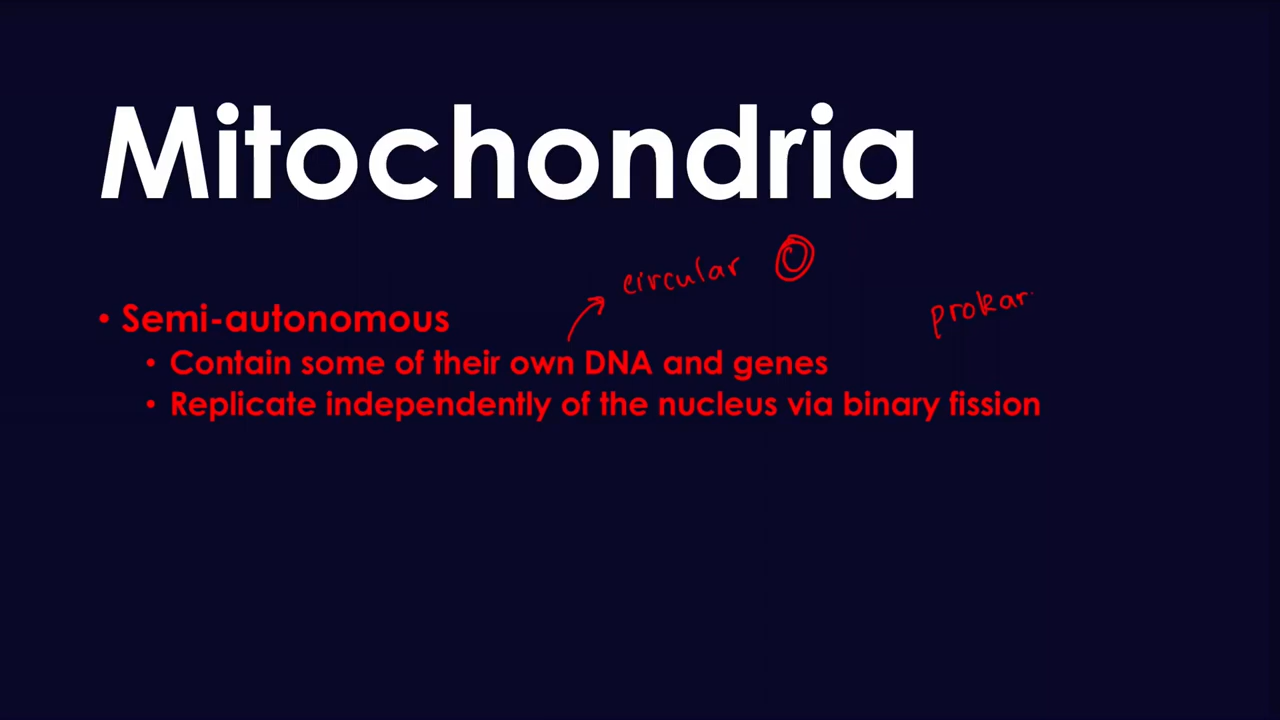 Mitochondria
circular
prokar
• Semi-autonomous
• Contain some of their own DNA and genes
• Replicate independently of the nucleus via binary fission